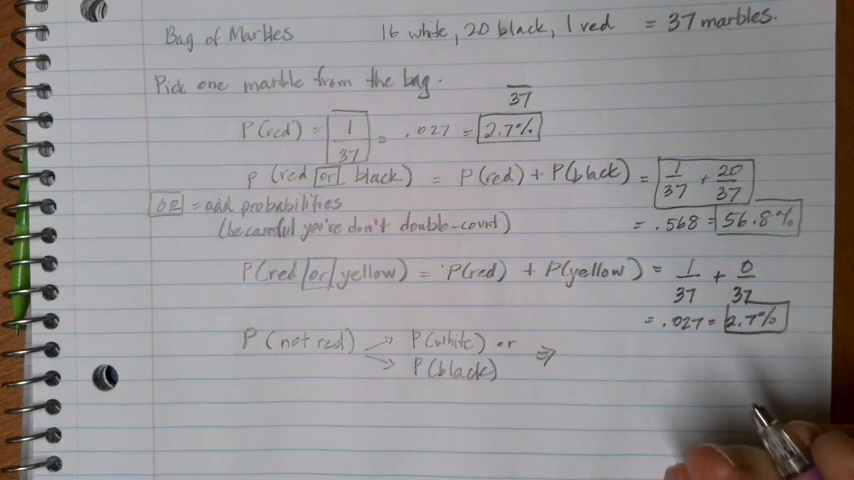 Bag of Marbles 16 white, 20 black, 1 red = 37 marbles.
Pick one marble from the bag.
37
P(red) = 1/37 = .027 = 2.7%
P(red or black) = P(red) + P(black) = 1/37 + 20/37
OR = add probabilities
(be careful you're don't double-count) = .568 = 56.8%
P(red or yellow) = P(red) + P(yellow) = 1/37 + 0/37
= .027 = 2.7%
P(not red) → P(white) or ⇒
→ P(black)